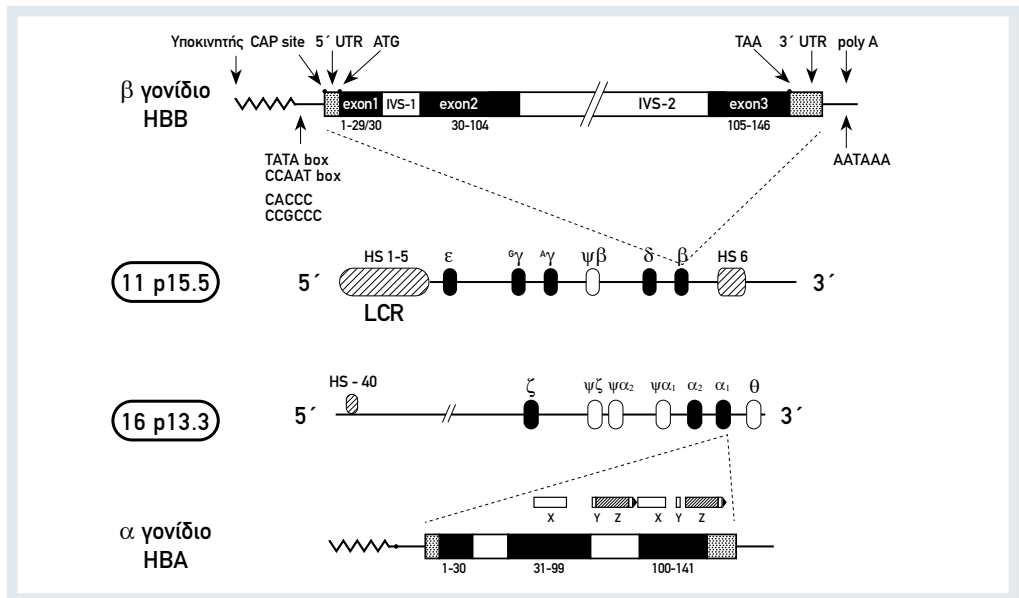 Υποκινητής CAP site 5´ UTR ATG TAA 3´ UTR poly A
β γονίδιο
HBB
exon1 IVS-1 exon2 IVS-2 exon3
1-29/30 30-104 105-146
TATA box
CCAAT box
CACCC
CCGCCC
AATAAA
HS 1-5 ε ᴳγ ᴬγ ψβ δ β HS 6
11 p15.5 5´ 3´
LCR
HS - 40 ζ ψζ ψα₂ ψα₁ α₂ α₁ θ
16 p13.3 5´ 3´
X Y Z X Y Z
α γονίδιο
HBA
1-30 31-99 100-141